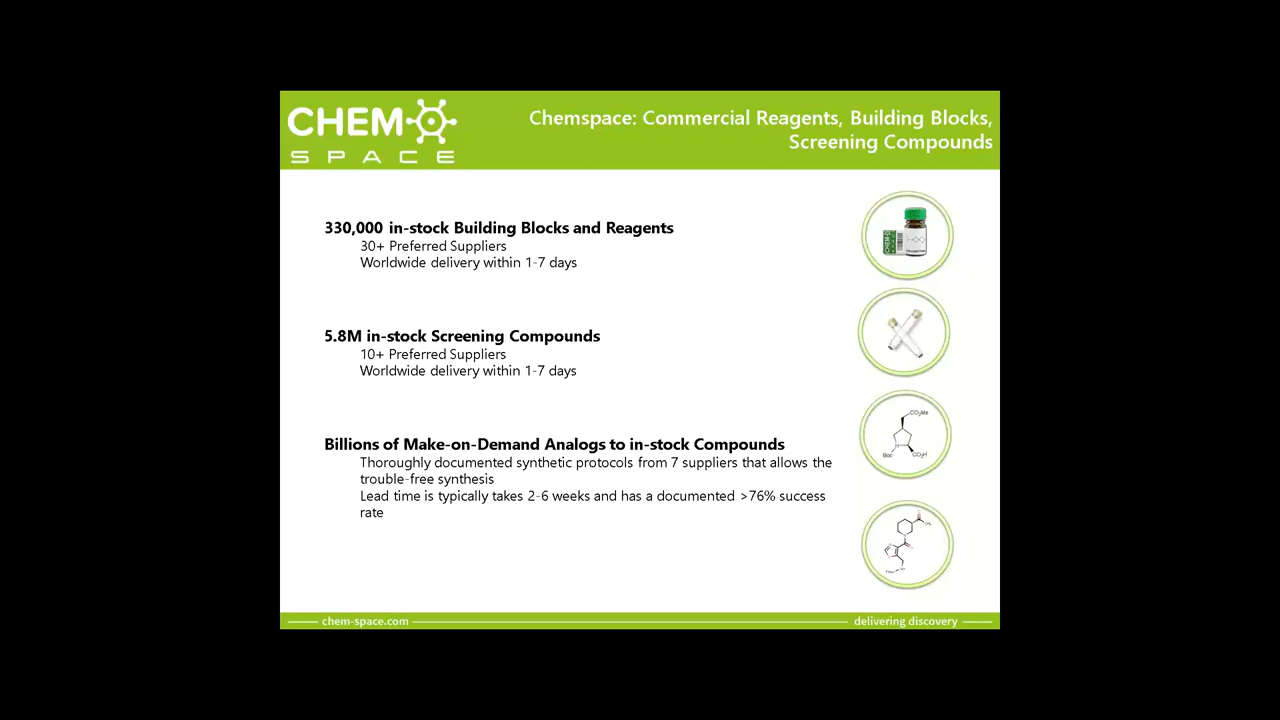 CHEM
SPACE
Chemspace: Commercial Reagents, Building Blocks,
Screening Compounds
330,000 in-stock Building Blocks and Reagents
30+ Preferred Suppliers
Worldwide delivery within 1-7 days
5.8M in-stock Screening Compounds
10+ Preferred Suppliers
Worldwide delivery within 1-7 days
CO₂Me
Boc
CO₂H
Billions of Make-on-Demand Analogs to in-stock Compounds
Thoroughly documented synthetic protocols from 7 suppliers that allows the
trouble-free synthesis
Lead time is typically takes 2-6 weeks and has a documented >76% success
rate
chem-space.com
delivering discovery